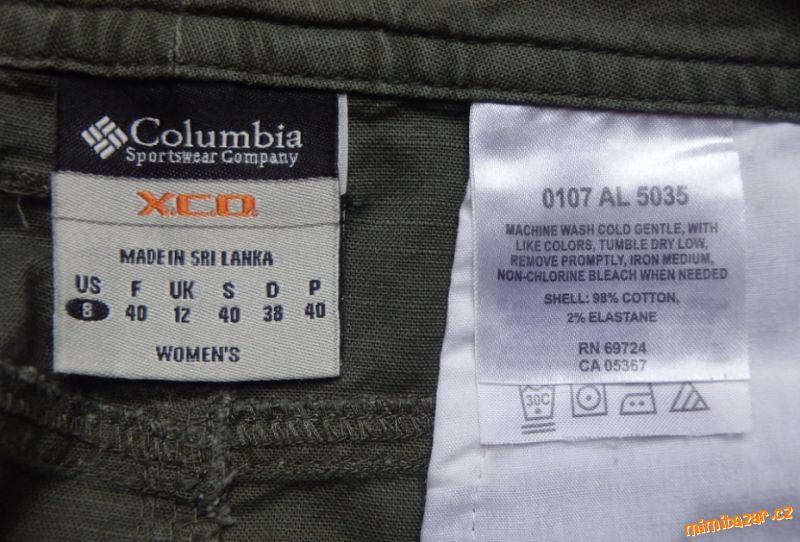 Columbia
Sportswear Company
X.C.O.
MADE IN SRI LANKA
US F UK S D P
8 40 12 40 38 40
WOMEN'S
0107 AL 5035
MACHINE WASH COLD GENTLE, WITH
LIKE COLORS, TUMBLE DRY LOW,
REMOVE PROMPTLY, IRON MEDIUM,
NON-CHLORINE BLEACH WHEN NEEDED
SHELL: 98% COTTON,
2% ELASTANE
RN 69724
CA 05367
30C
mimibazar.cz